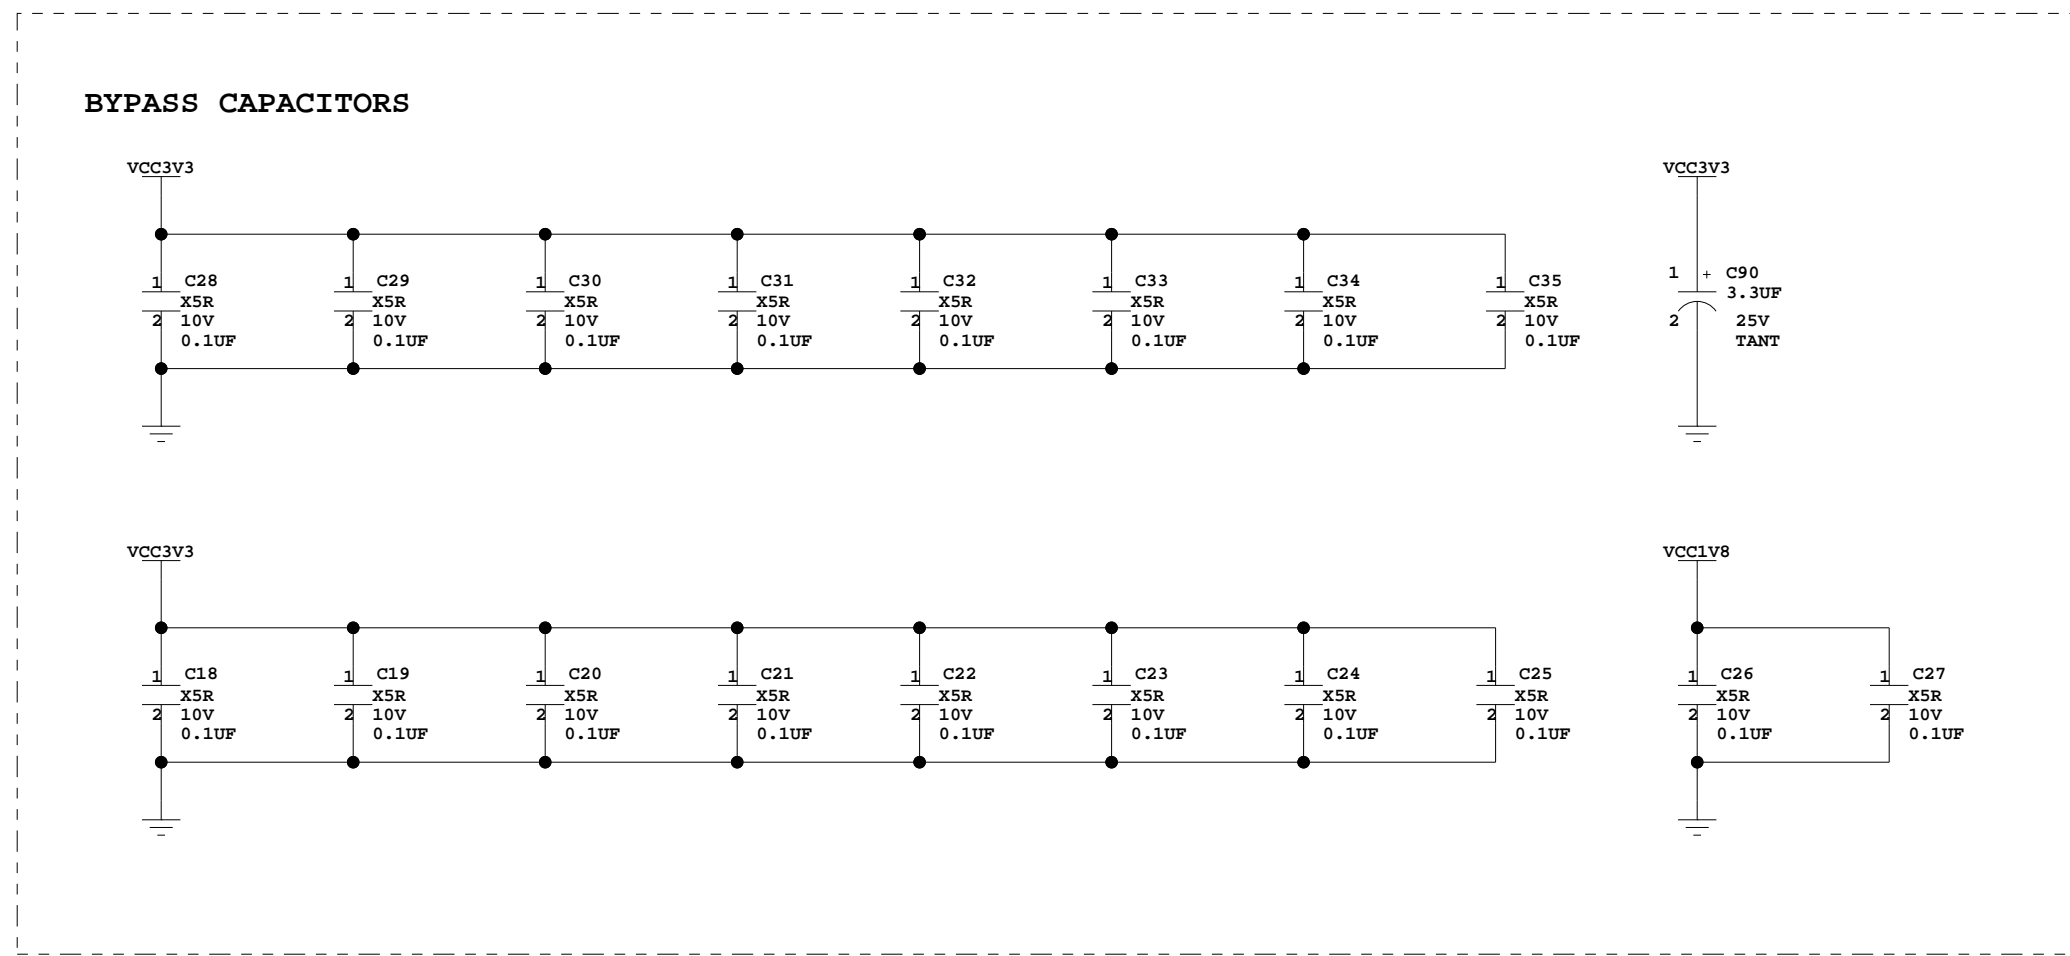 BYPASS CAPACITORS
VCC3V3 VCC3V3
1 C28 1 C29 1 C30 1 C31 1 C32 1 C33 1 C34 1 C35 1 + C90
X5R X5R X5R X5R X5R X5R X5R X5R 3.3UF
2 10V 2 10V 2 10V 2 10V 2 10V 2 10V 2 10V 2 10V 2 25V
0.1UF 0.1UF 0.1UF 0.1UF 0.1UF 0.1UF 0.1UF 0.1UF TANT
VCC3V3 VCC1V8
1 C18 1 C19 1 C20 1 C21 1 C22 1 C23 1 C24 1 C25 1 C26 1 C27
X5R X5R X5R X5R X5R X5R X5R X5R X5R X5R
2 10V 2 10V 2 10V 2 10V 2 10V 2 10V 2 10V 2 10V 2 10V 2 10V
0.1UF 0.1UF 0.1UF 0.1UF 0.1UF 0.1UF 0.1UF 0.1UF 0.1UF 0.1UF